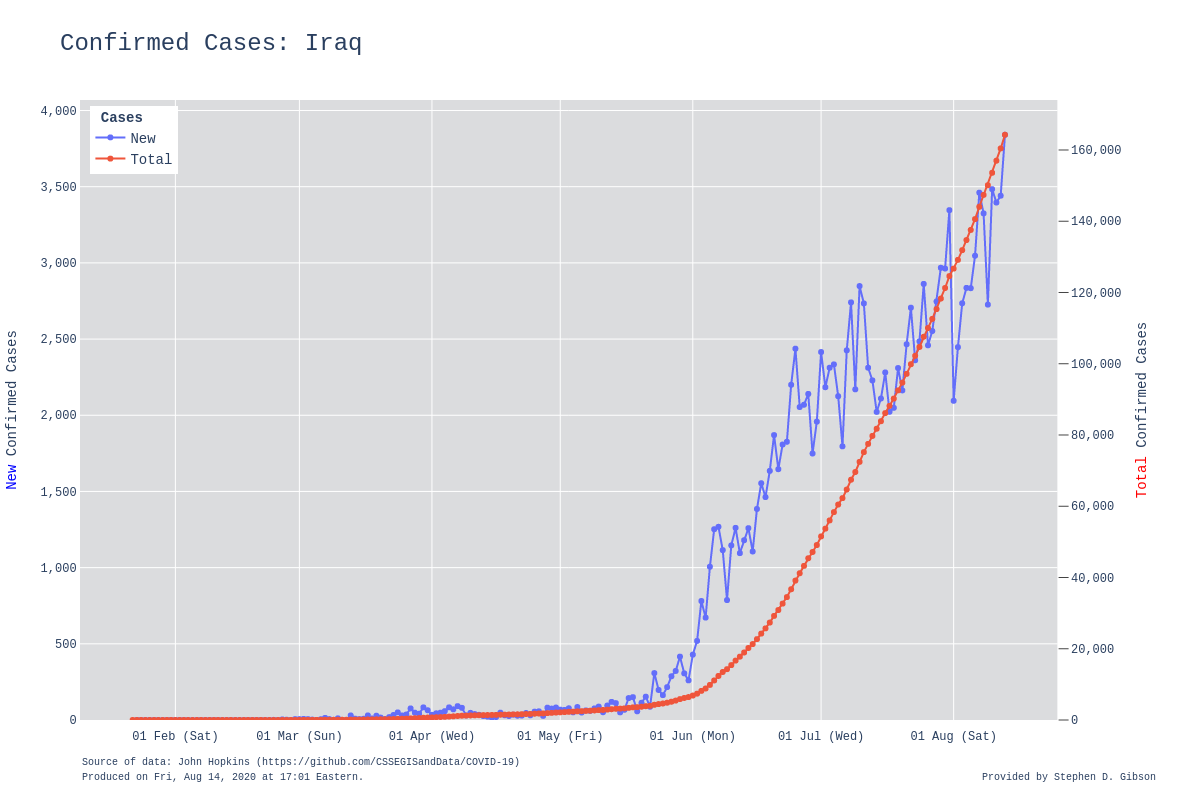 Confirmed Cases: Iraq
Cases
New
Total
4,000
3,500
3,000
2,500
2,000
1,500
1,000
500
0
New Confirmed Cases
160,000
140,000
120,000
100,000
80,000
60,000
40,000
20,000
0
Total Confirmed Cases
01 Feb (Sat)
01 Mar (Sun)
01 Apr (Wed)
01 May (Fri)
01 Jun (Mon)
01 Jul (Wed)
01 Aug (Sat)
Source of data: John Hopkins (https://github.com/CSSEGISandData/COVID-19)
Produced on Fri, Aug 14, 2020 at 17:01 Eastern.
Provided by Stephen D. Gibson